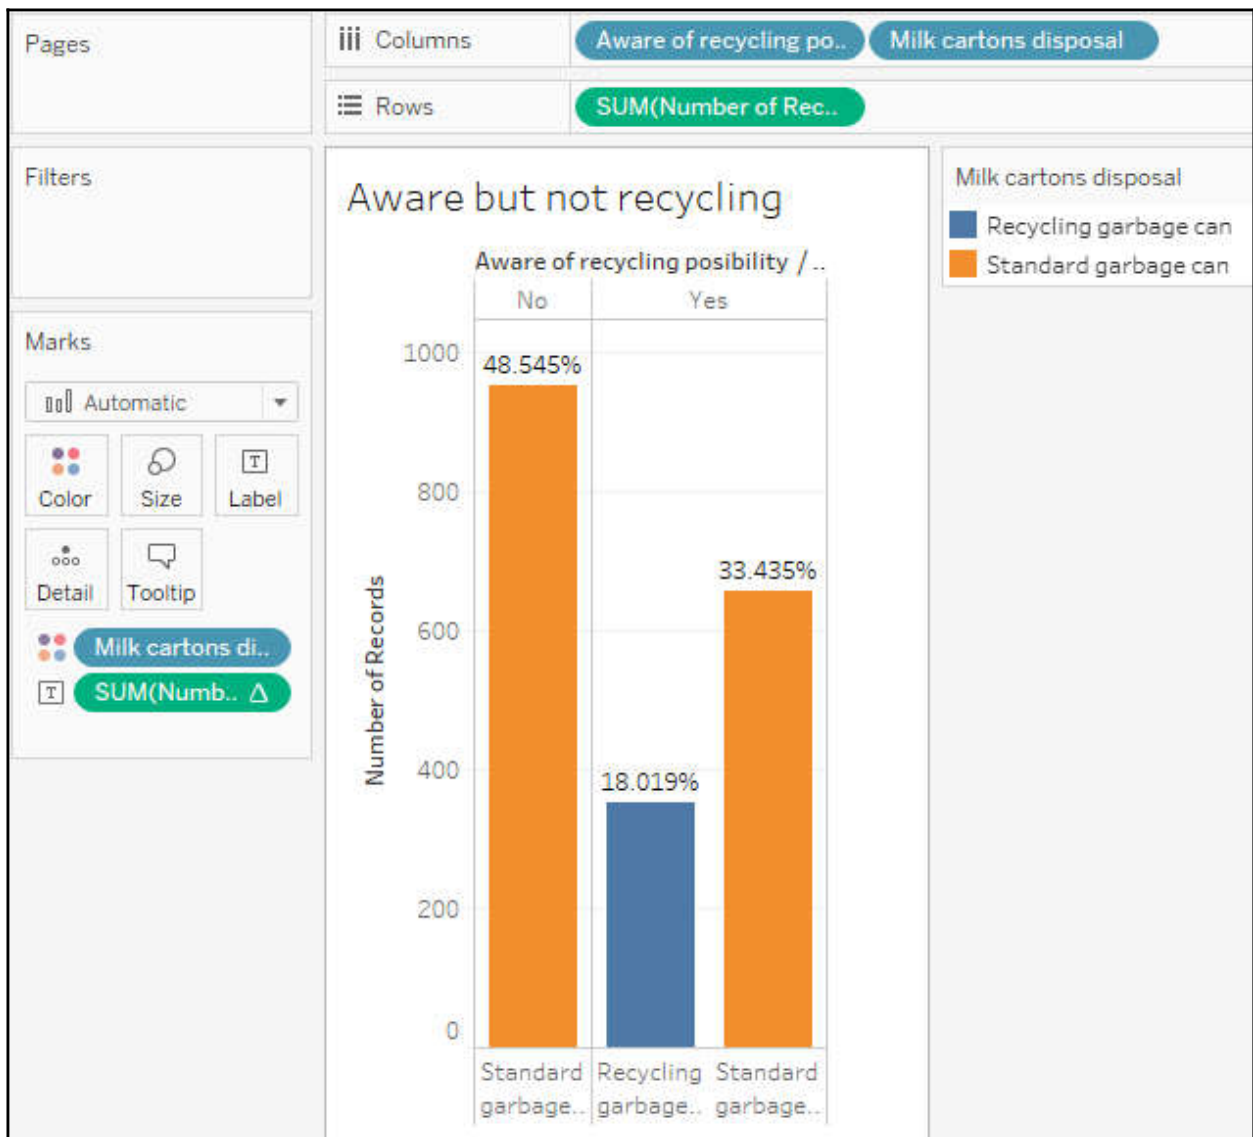 Pages
Columns
Aware of recycling po..
Milk cartons disposal
Rows
SUM(Number of Rec..
Filters
Marks
Automatic
Color
Size
T
Label
Detail
Tooltip
Milk cartons di..
T
SUM(Numb.. Δ
Aware but not recycling
Aware of recycling posibility / ..
No
Yes
1000
800
600
400
200
0
Number of Records
48.545%
18.019%
33.435%
Standard
garbage..
Recycling
garbage..
Standard
garbage..
Milk cartons disposal
Recycling garbage can
Standard garbage can